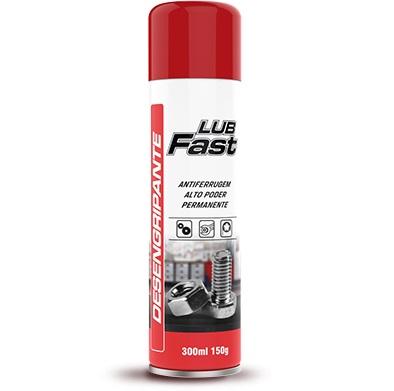 DESENGRIPANTE
LUB
Fast
ANTIFERRUGEM
ALTO PODER
PERMANENTE
300ml 150g